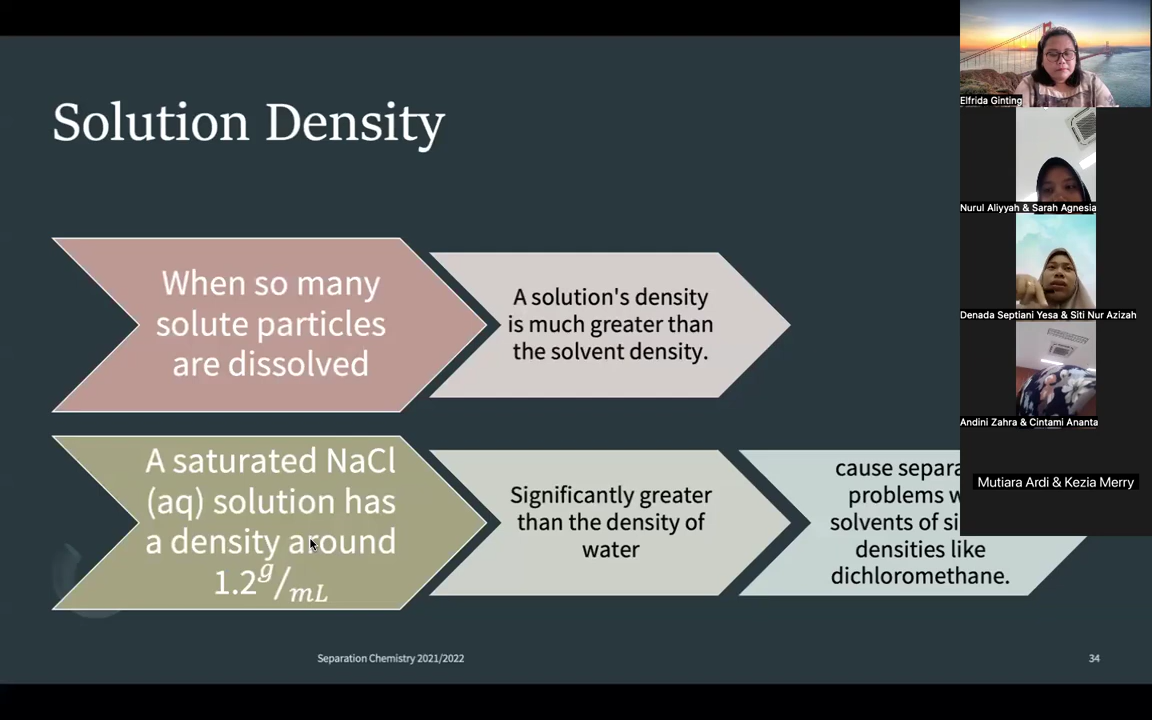 Solution Density
When so many
solute particles
are dissolved
A solution's density
is much greater than
the solvent density.
A saturated NaCl
(aq) solution has
a density around
1.2 g/mL
Significantly greater
than the density of
water
cause
problems
solvents of
densities like
dichloromethane.
Separation Chemistry 2021/2022
34
Elfrida Ginting
Nurul Aliyyah & Sarah Agnesia
Denada Septiani Yesa & Siti Nur Azizah
Andini Zahra & Cintami Ananta
Mutiara Ardi & Kezia Merry